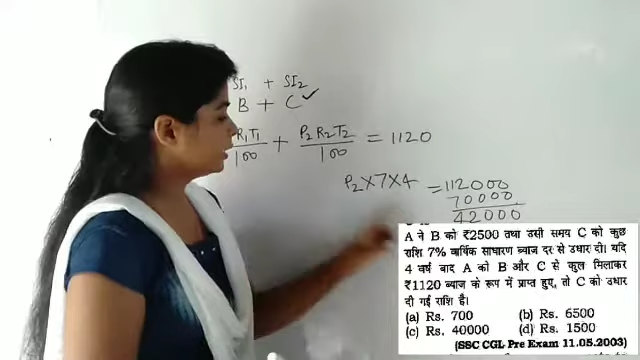 SI₁ + SI₂
B + C ✓
R₁T₁/100 + P₂R₂T₂/100 = 1120
P₂×7×4 = 112000
70000
42000
A ने B को ₹2500 तथा उसी समय C को कुछ
राशि 7% वार्षिक साधारण ब्याज दर से उधार दी। यदि
4 वर्ष बाद A को B और C से कुल मिलाकर
₹1120 ब्याज के रूप में प्राप्त हुए, तो C को उधार
दी गई राशि है।
(a) Rs. 700 (b) Rs. 6500
(c) Rs. 40000 (d) Rs. 1500
(SSC CGL Pre Exam 11.05.2003)